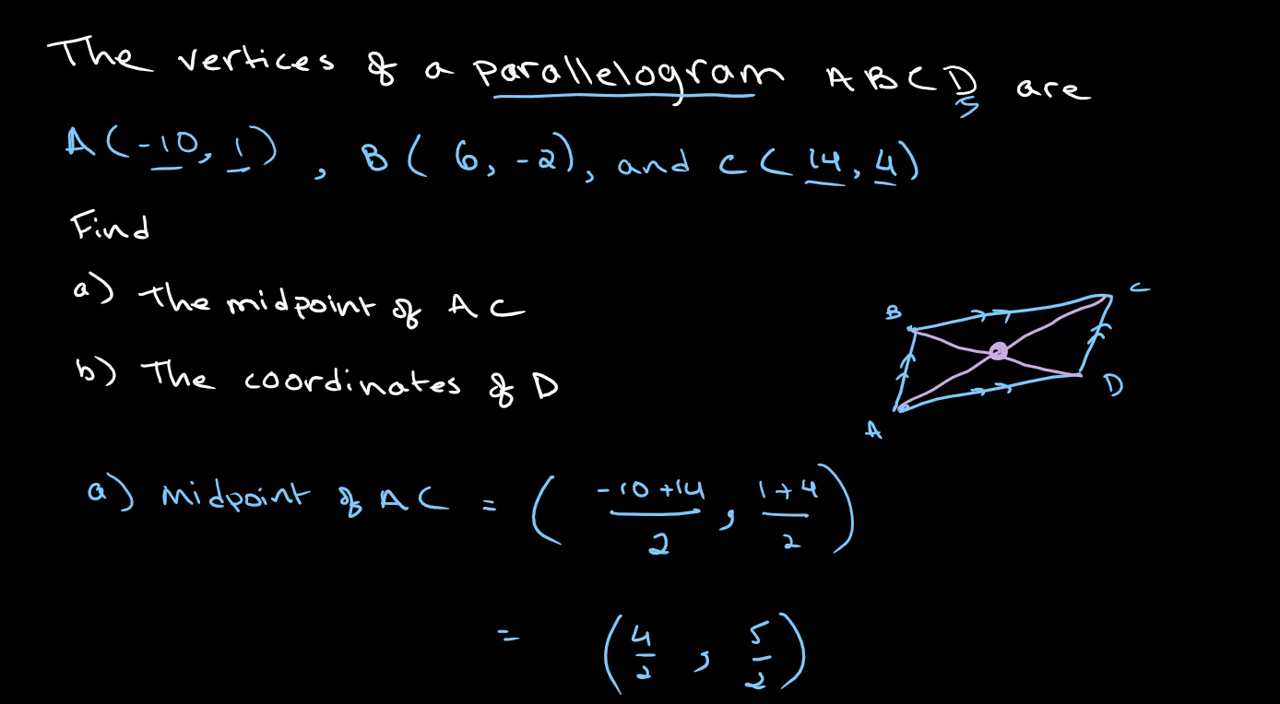 The vertices of a parallelogram ABCD, are
A(-10, 1), B(6, -2), and C(14, 4)
Find
a) The midpoint of AC
b) The coordinates of D
B
C
A
D
a) midpoint of AC = (-10+14/2, 1+4/2)
= (4/2, 5/2)